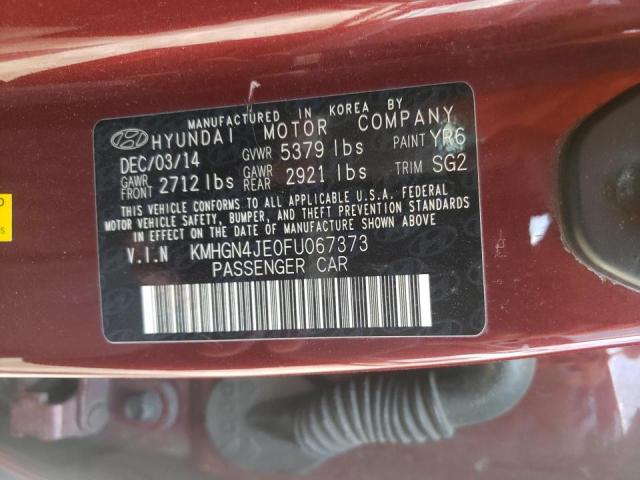 MANUFACTURED IN KOREA BY
HYUNDAI MOTOR COMPANY
DEC/03/14 GVWR 5379 lbs PAINT YR6
GAWR FRONT 2712 lbs GAWR REAR 2921 lbs TRIM SG2
THIS VEHICLE CONFORMS TO ALL APPLICABLE U.S.A. FEDERAL
MOTOR VEHICLE SAFETY, BUMPER, AND THEFT PREVENTION STANDARDS
IN EFFECT ON THE DATE OF MANUFACTURE SHOWN ABOVE.
V.I.N KMHGN4JE0FU067373
PASSENGER CAR